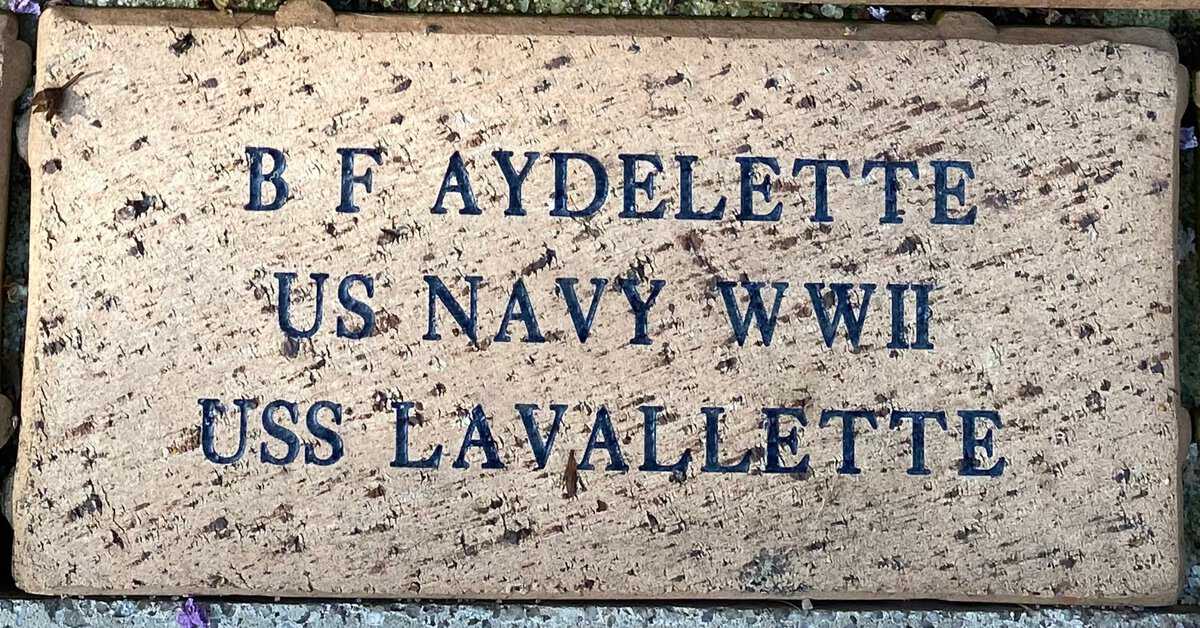 B F AYDELETTE
US NAVY WWII
USS LAVALLETTE